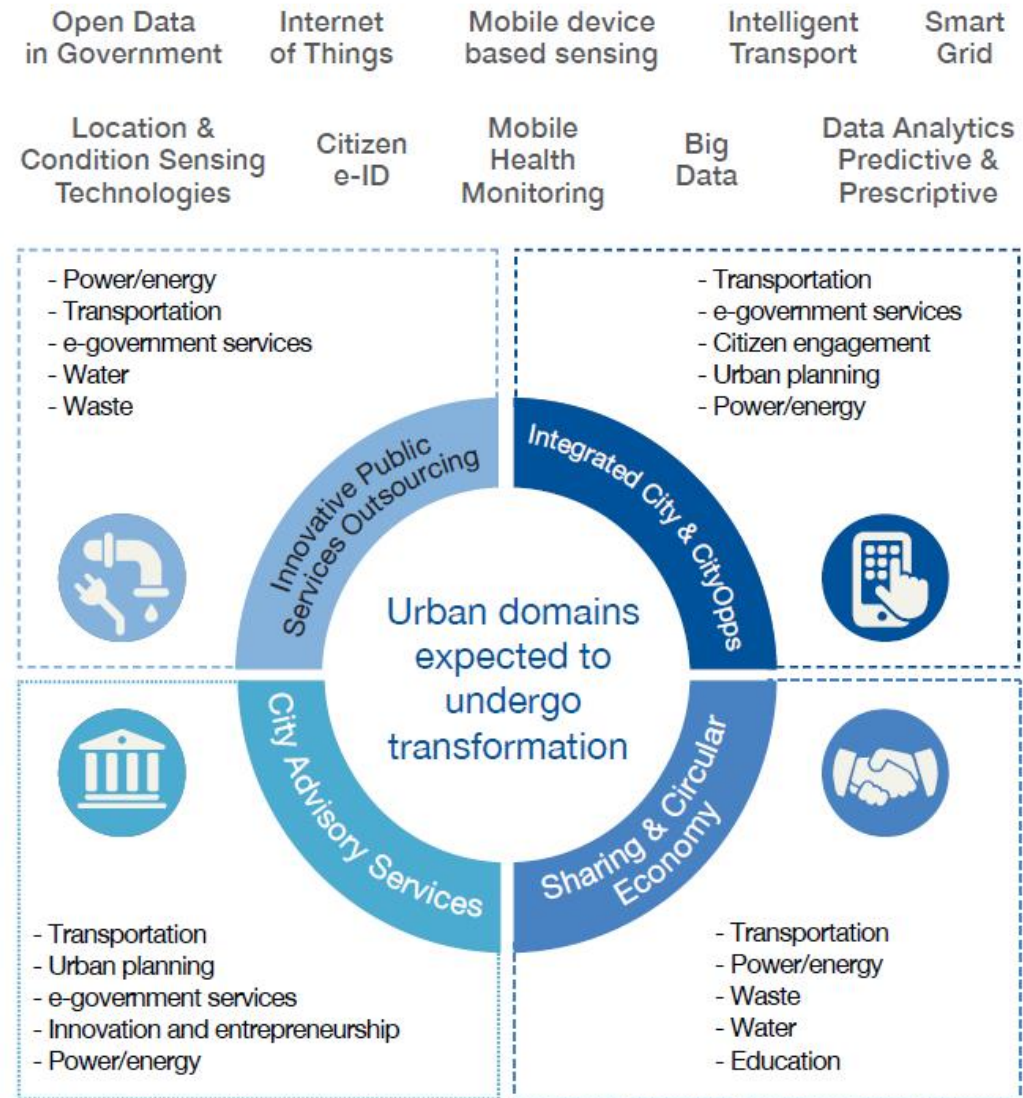 Open Data
in Government
Internet
of Things
Mobile device
based sensing
Intelligent
Transport
Smart
Grid
Location &
Condition Sensing
Technologies
Citizen
e-ID
Mobile
Health
Monitoring
Big
Data
Data Analytics
Predictive &
Prescriptive
- Power/energy
- Transportation
- e-government services
- Water
- Waste
- Transportation
- e-government services
- Citizen engagement
- Urban planning
- Power/energy
Innovative Public
Services Outsourcing
Integrated City & CityOpps
Urban domains
expected to
undergo
transformation
City Advisory Services
Sharing & Circular
Economy
- Transportation
- Urban planning
- e-government services
- Innovation and entrepreneurship
- Power/energy
- Transportation
- Power/energy
- Waste
- Water
- Education